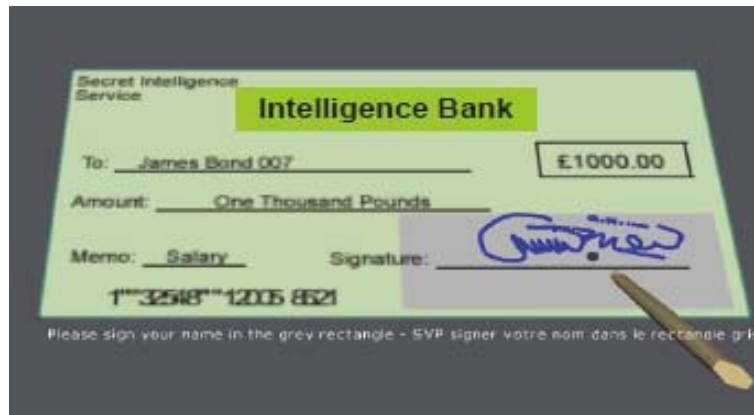 Secret Intelligence
Service
Intelligence Bank
To: James Bond 007
£1000.00
Amount: One Thousand Pounds
Memo: Salary
Signature:
Please sign your name in the grey rectangle - SVP signer votre nom dans le rectangle